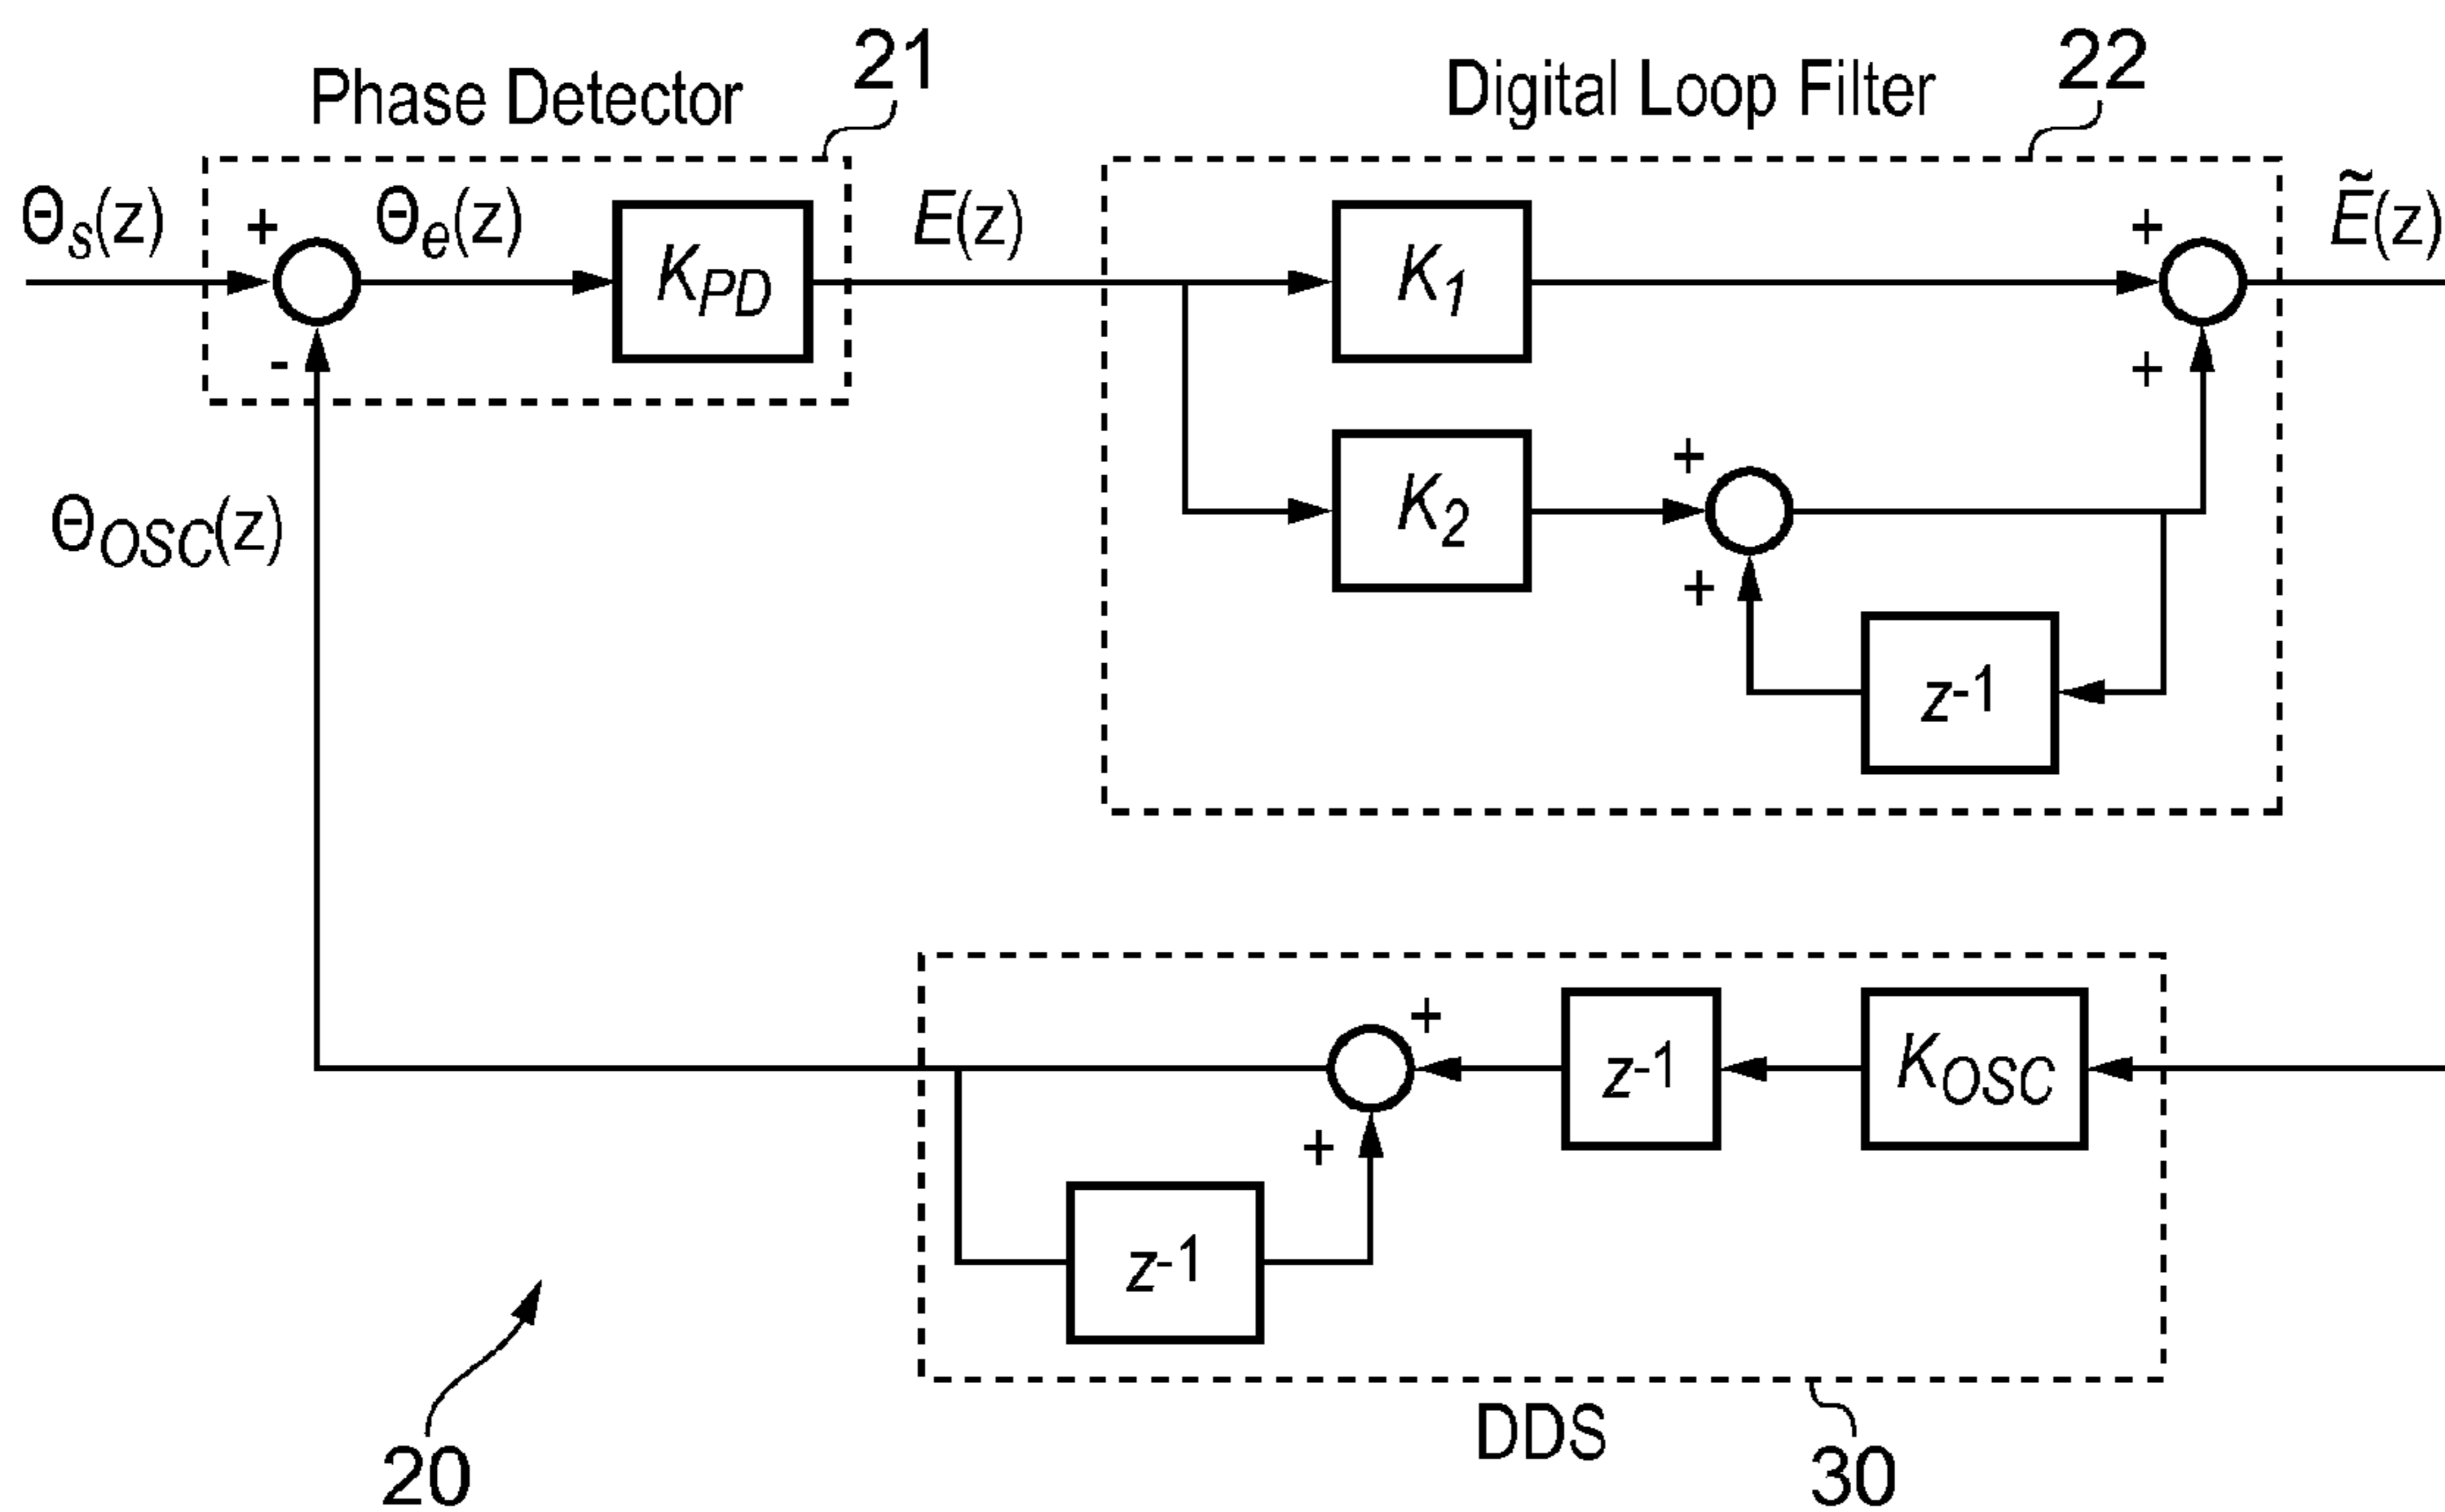 Phase Detector
21
Digital Loop Filter
22
Θs(z)
+
Θe(z)
KPD
E(z)
K1
+
Ẽ(z)
-
+
ΘOSC(z)
K2
+
+
z-1
+
z-1
KOSC
+
z-1
DDS
20
30